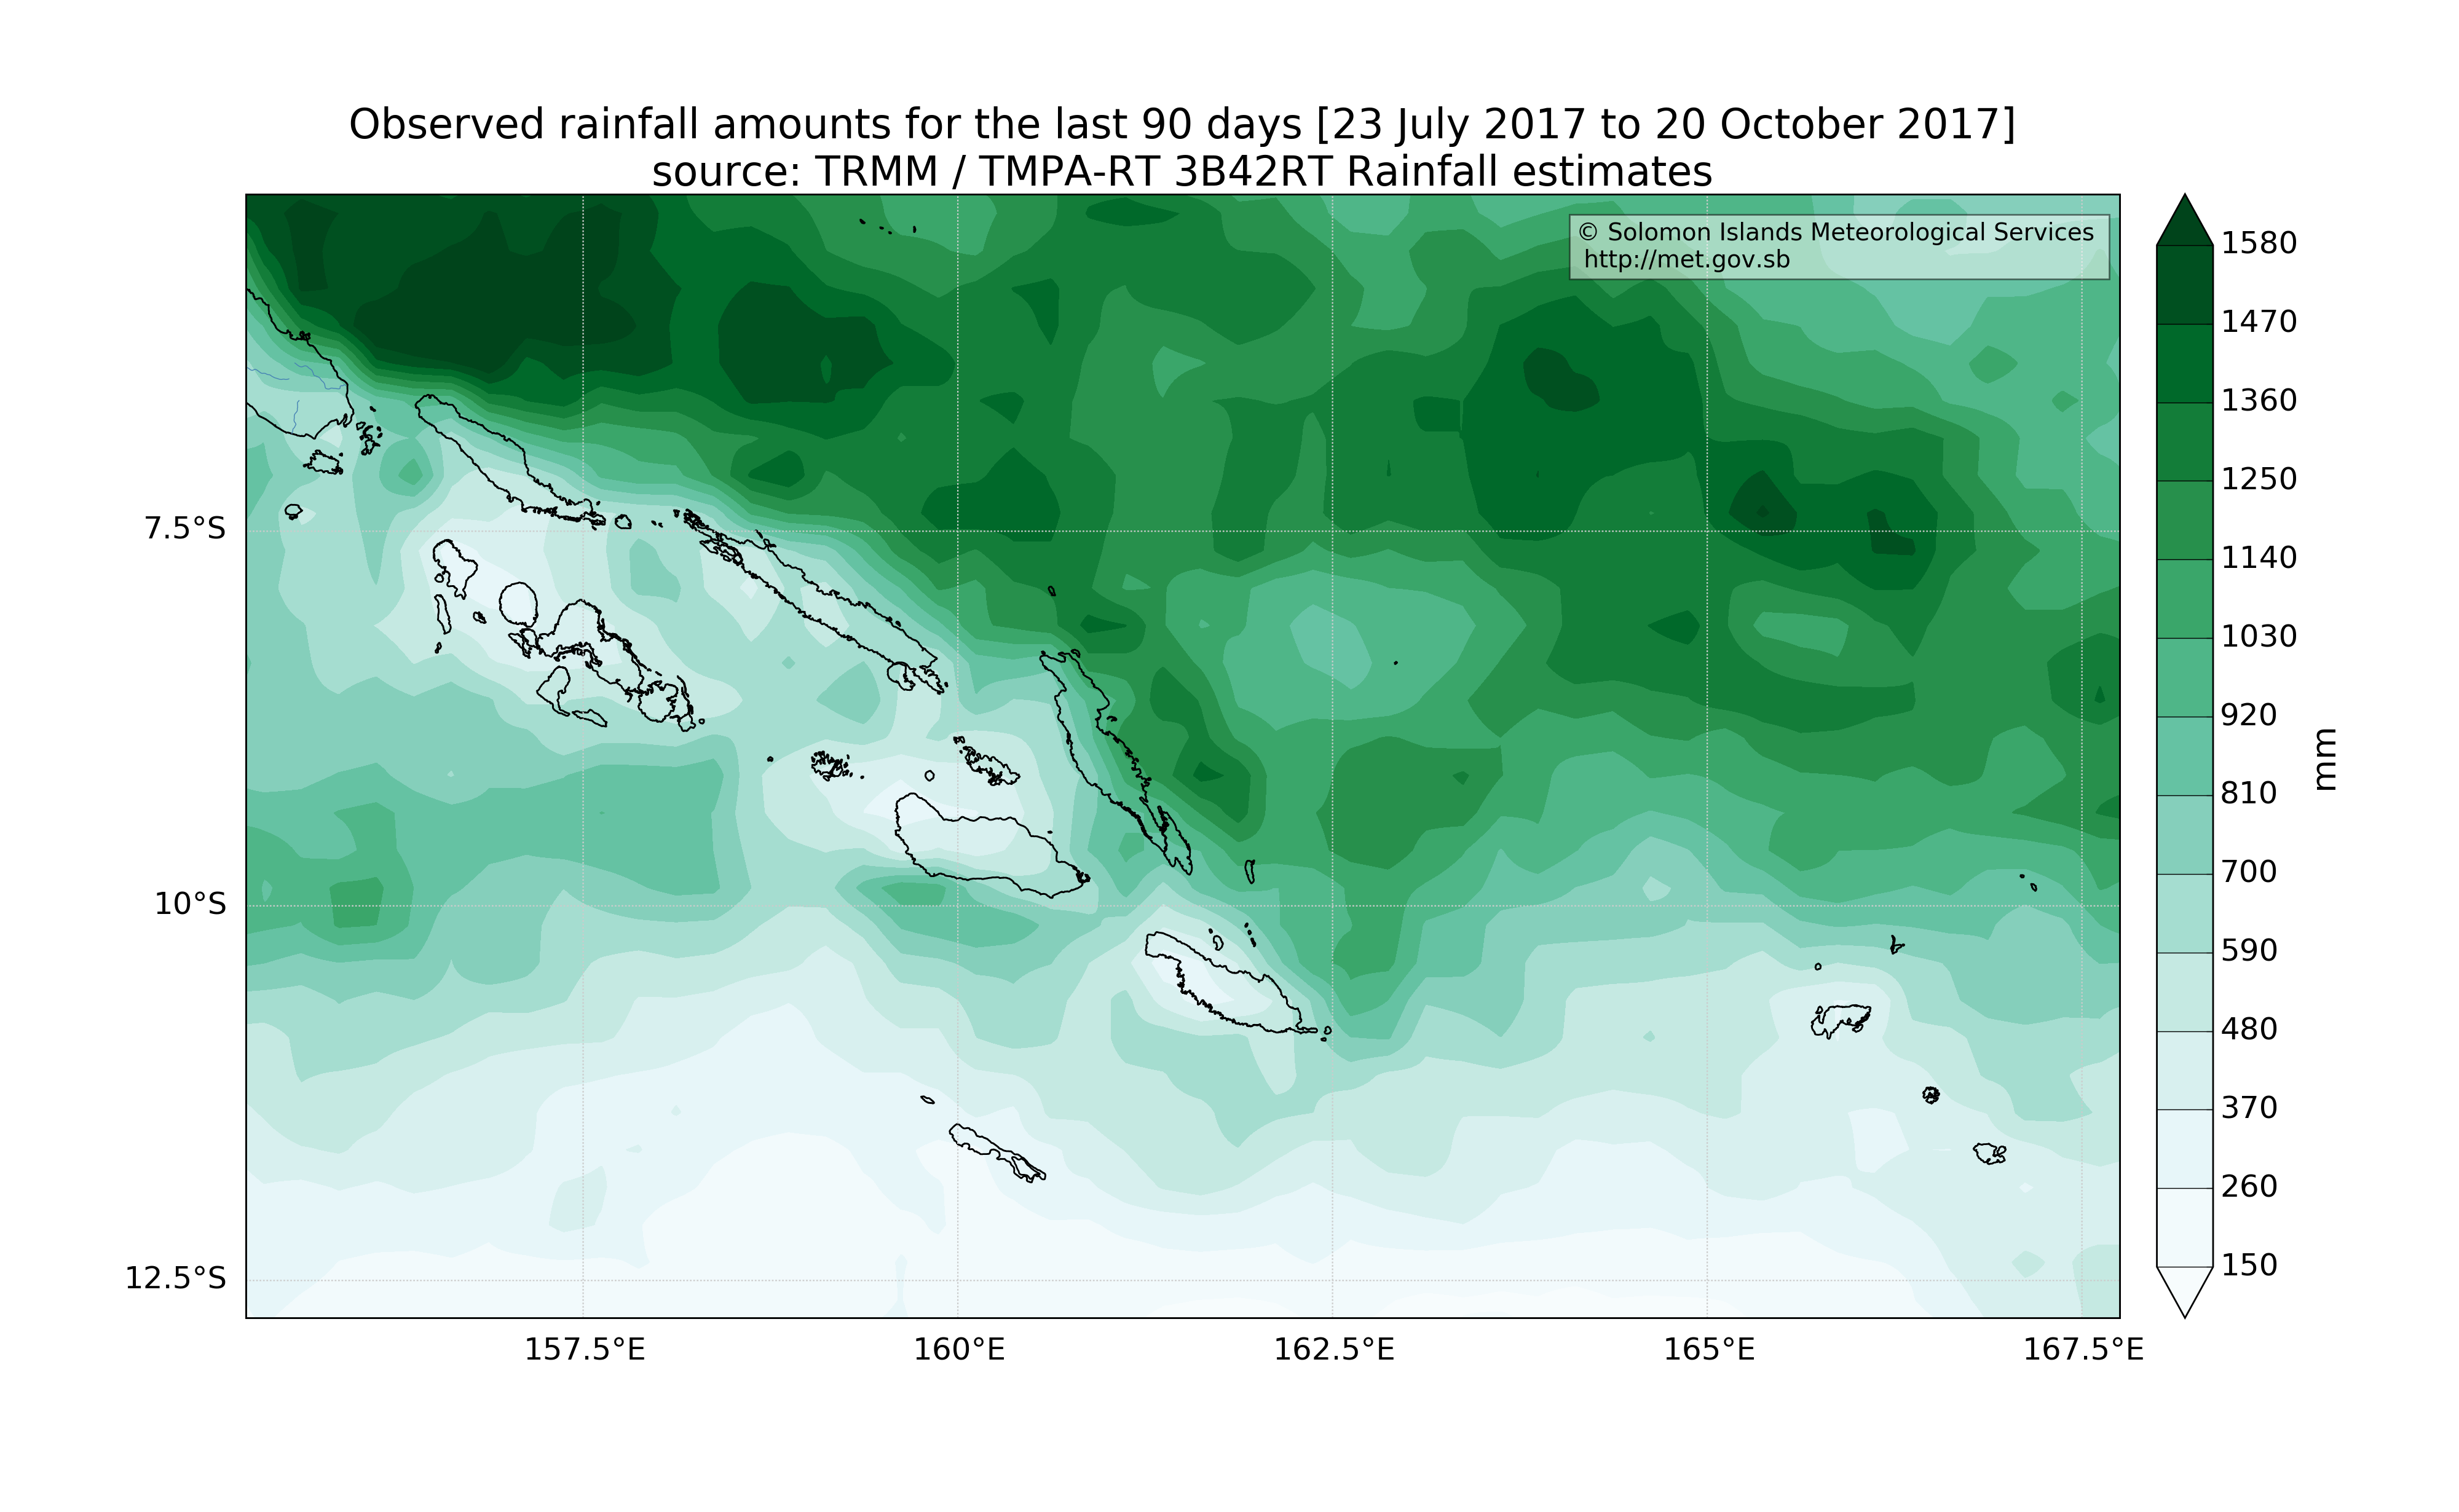 Observed rainfall amounts for the last 90 days [23 July 2017 to 20 October 2017]
source: TRMM / TMPA-RT 3B42RT Rainfall estimates
© Solomon Islands Meteorological Services
http://met.gov.sb
7.5°S
10°S
12.5°S
157.5°E
160°E
162.5°E
165°E
167.5°E
1580
1470
1360
1250
1140
1030
920
810
700
590
480
370
260
150
mm